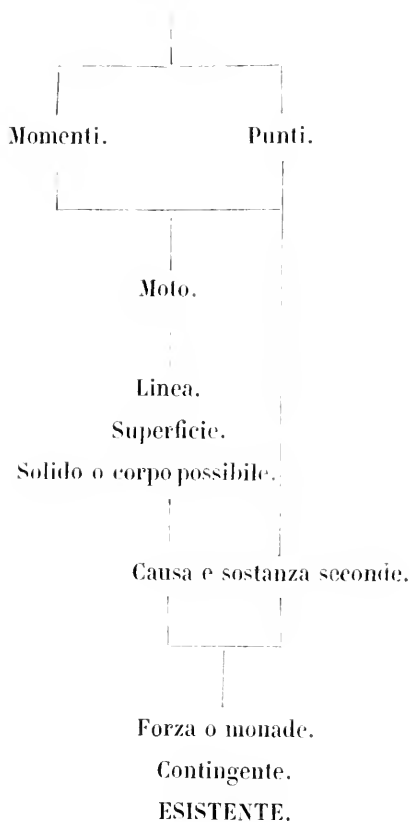 Momenti. Punti.
Moto.
Linea.
Superficie.
Solido o corpo possibile.
Causa e sostanza seconde.
Forza o monade.
Contingente.
ESISTENTE.